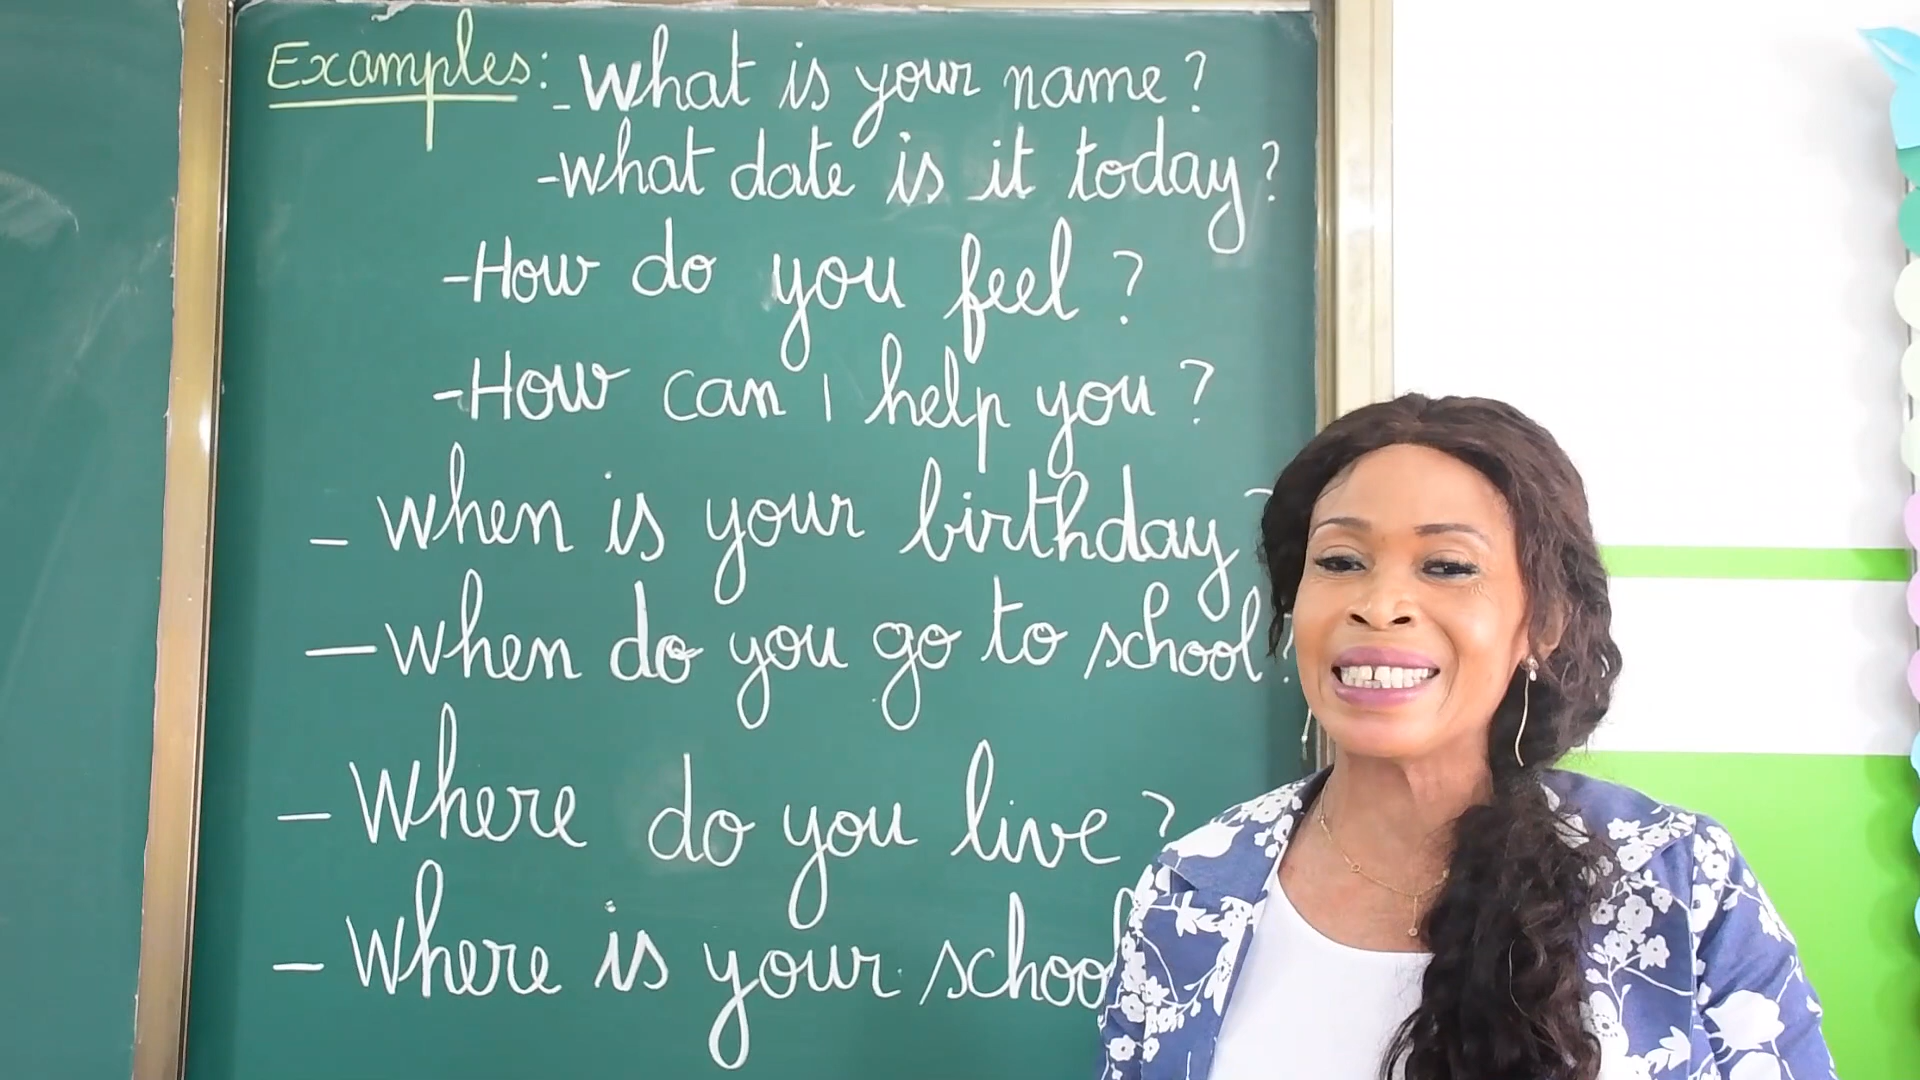 Examples: - What is your name?
- what date is it today?
- How do you feel?
- How can I help you?
- when is your birthday?
- when do you go to school?
- Where do you live?
- where is your